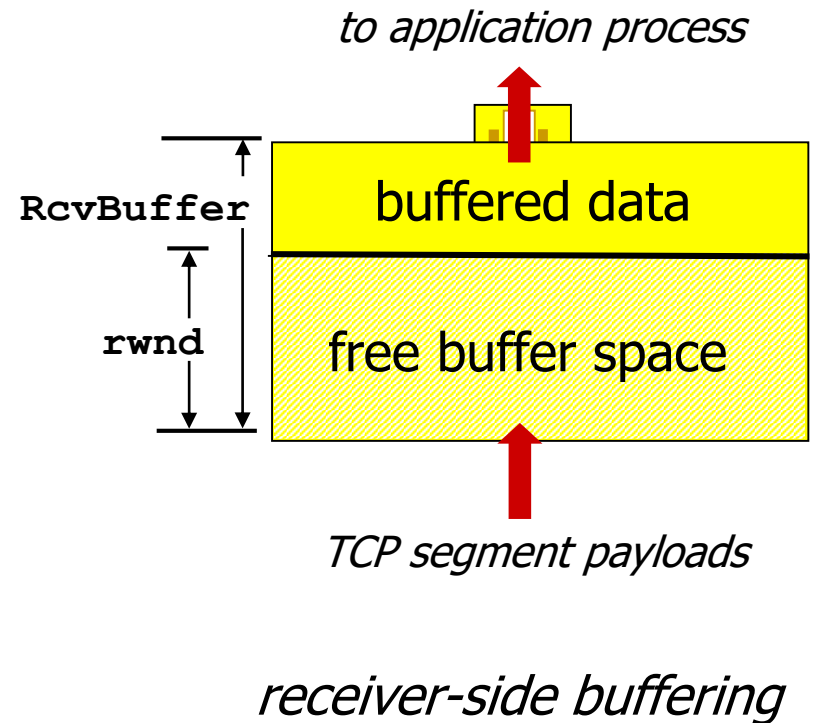 to application process
RcvBuffer
buffered data
rwnd
free buffer space
TCP segment payloads
receiver-side buffering